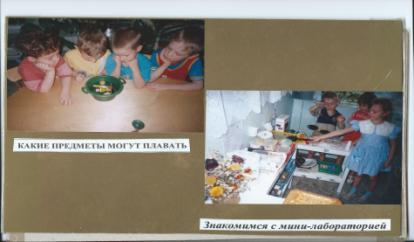 КАКИЕ ПРЕДМЕТЫ МОГУТ ПЛАВАТЬ
Знакомимся с мини-лабораторией